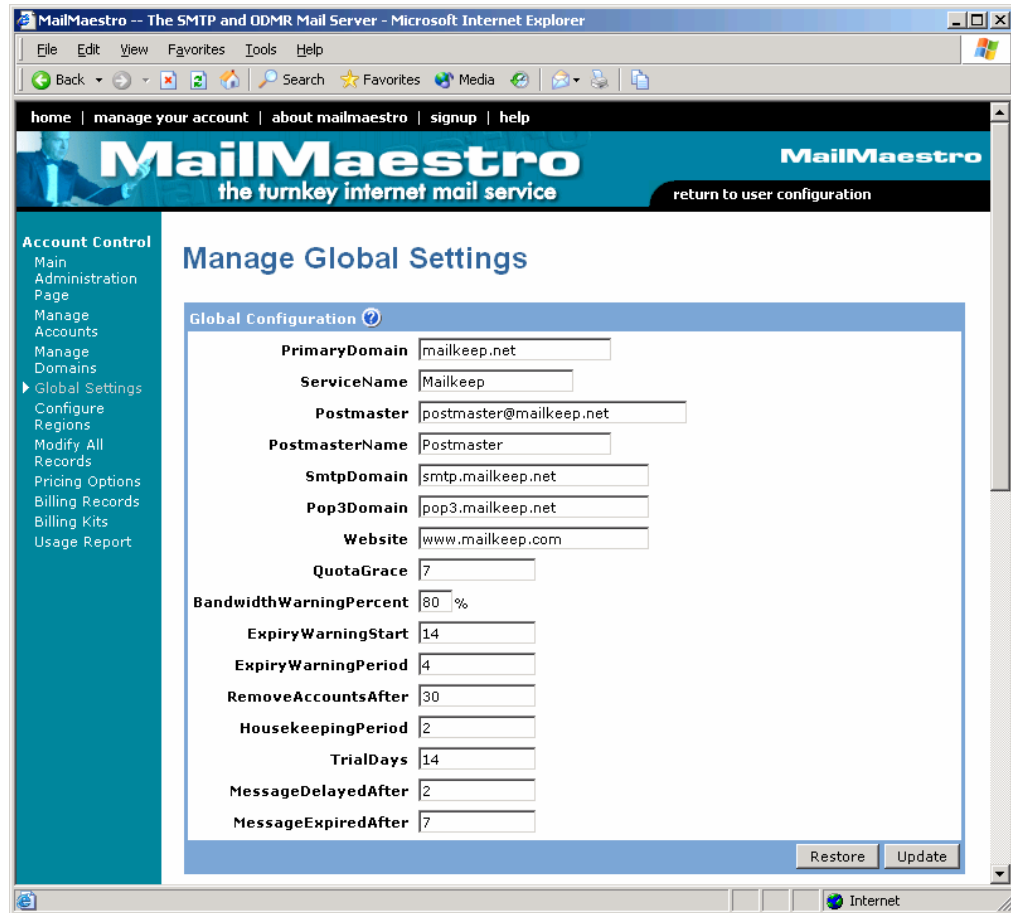 MailMaestro -- The SMTP and ODMR Mail Server - Microsoft Internet Explorer
File Edit View Favorites Tools Help
Back Search Favorites Media
home | manage your account | about mailmaestro | signup | help
MailMaestro
the turnkey internet mail service
MailMaestro
return to user configuration
Account Control
Main
Administration
Page
Manage
Accounts
Manage
Domains
Global Settings
Configure
Regions
Modify All
Records
Pricing Options
Billing Records
Billing Kits
Usage Report
Manage Global Settings
Global Configuration ?
PrimaryDomain mailkeep.net
ServiceName Mailkeep
Postmaster postmaster@mailkeep.net
PostmasterName Postmaster
SmtpDomain smtp.mailkeep.net
Pop3Domain pop3.mailkeep.net
Website www.mailkeep.com
QuotaGrace 7
BandwidthWarningPercent 80 %
ExpiryWarningStart 14
ExpiryWarningPeriod 4
RemoveAccountsAfter 30
HousekeepingPeriod 2
TrialDays 14
MessageDelayedAfter 2
MessageExpiredAfter 7
Restore Update
Internet